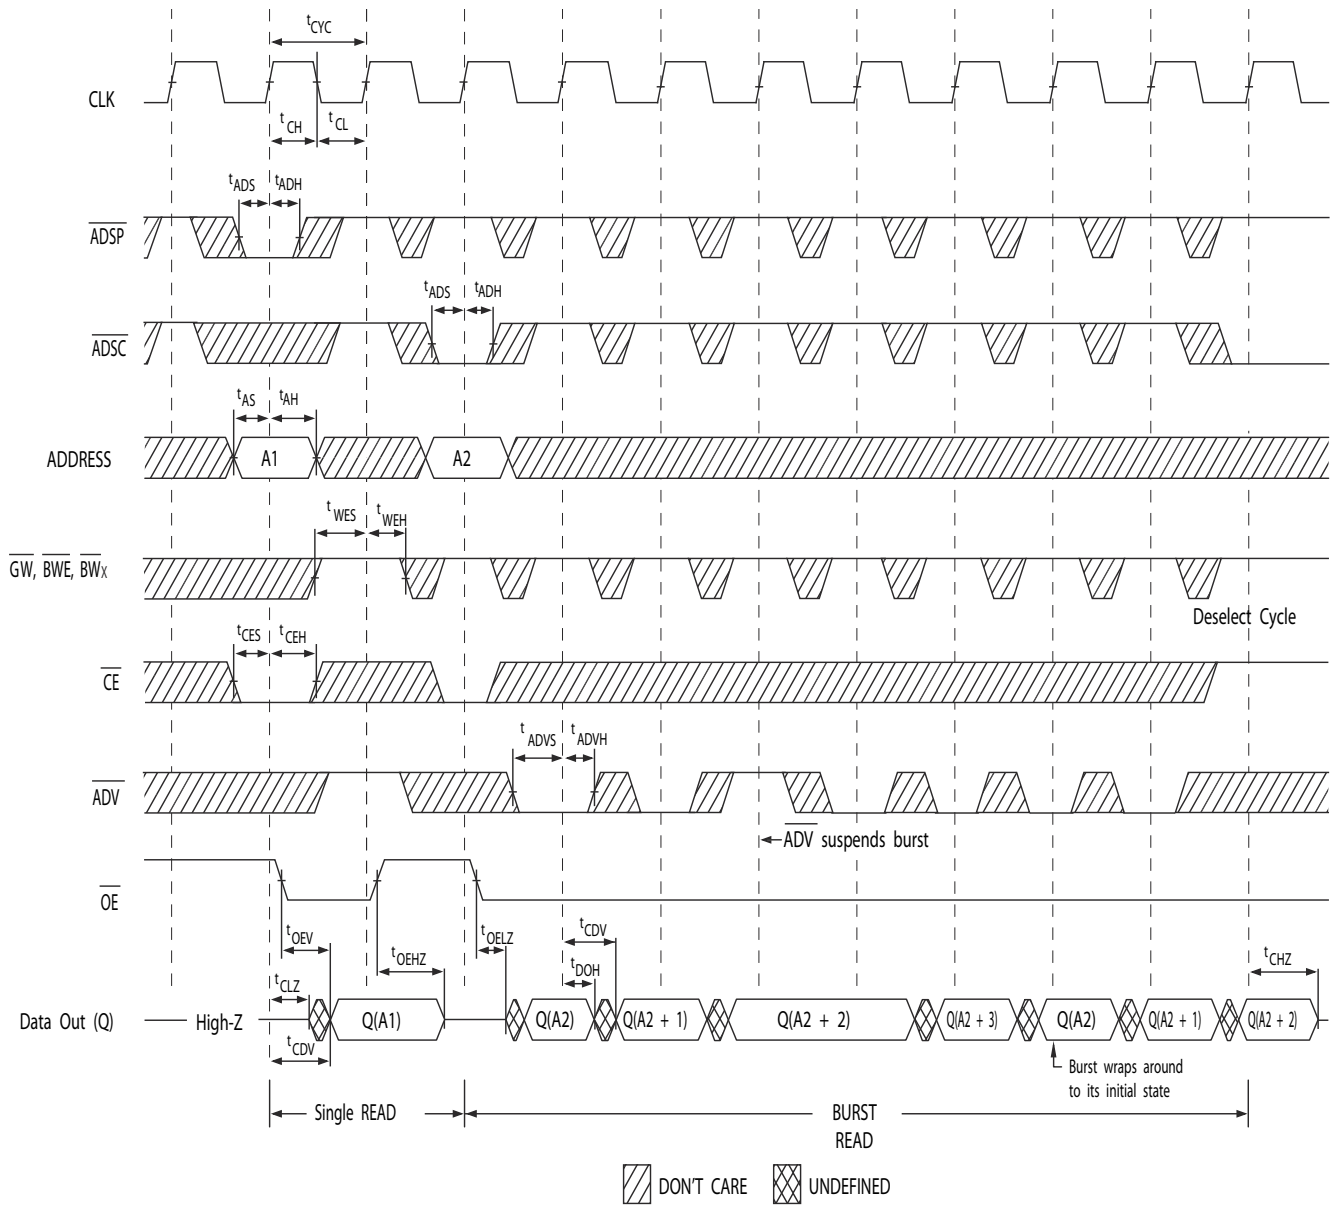 tCYC
CLK
tCH tCL
tADS tADH
ADSP
tADS tADH
ADSC
tAS tAH
ADDRESS A1 A2
tWES tWEH
GW, BWE, BWx
Deselect Cycle
tCES tCEH
CE
tADVS tADVH
ADV
ADV suspends burst
OE
tOEV tOEHZ tOELZ tCDV
tDOH tCHZ
tCLZ
Data Out (Q) High-Z Q(A1) Q(A2) Q(A2 + 1) Q(A2 + 2) Q(A2 + 3) Q(A2) Q(A2 + 1) Q(A2 + 2)
tCDV
Burst wraps around
to its initial state
Single READ BURST
READ
DON'T CARE UNDEFINED